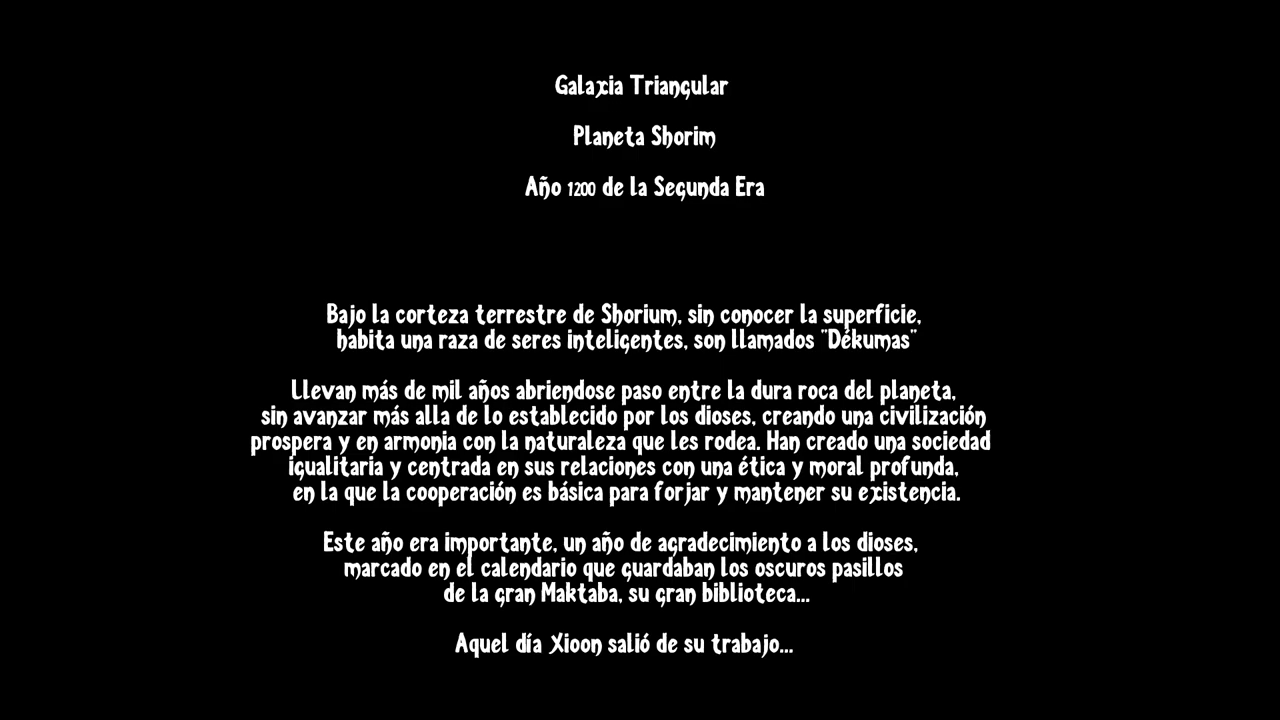 Galaxia Triangular
Planeta Shorim
Año 1200 de la Segunda Era
Bajo la corteza terrestre de Shorium, sin conocer la superficie,
habita una raza de seres inteligentes, son llamados "Dékumas"
Llevan más de mil años abriendose paso entre la dura roca del planeta,
sin avanzar más alla de lo establecido por los dioses, creando una civilización
prospera y en armonia con la naturaleza que les rodea. Han creado una sociedad
igualitaria y centrada en sus relaciones con una ética y moral profunda,
en la que la cooperación es básica para forjar y mantener su existencia.
Este año era importante, un año de agradecimiento a los dioses,
marcado en el calendario que guardaban los oscuros pasillos
de la gran Maktaba, su gran biblioteca...
Aquel día Xioon salió de su trabajo...